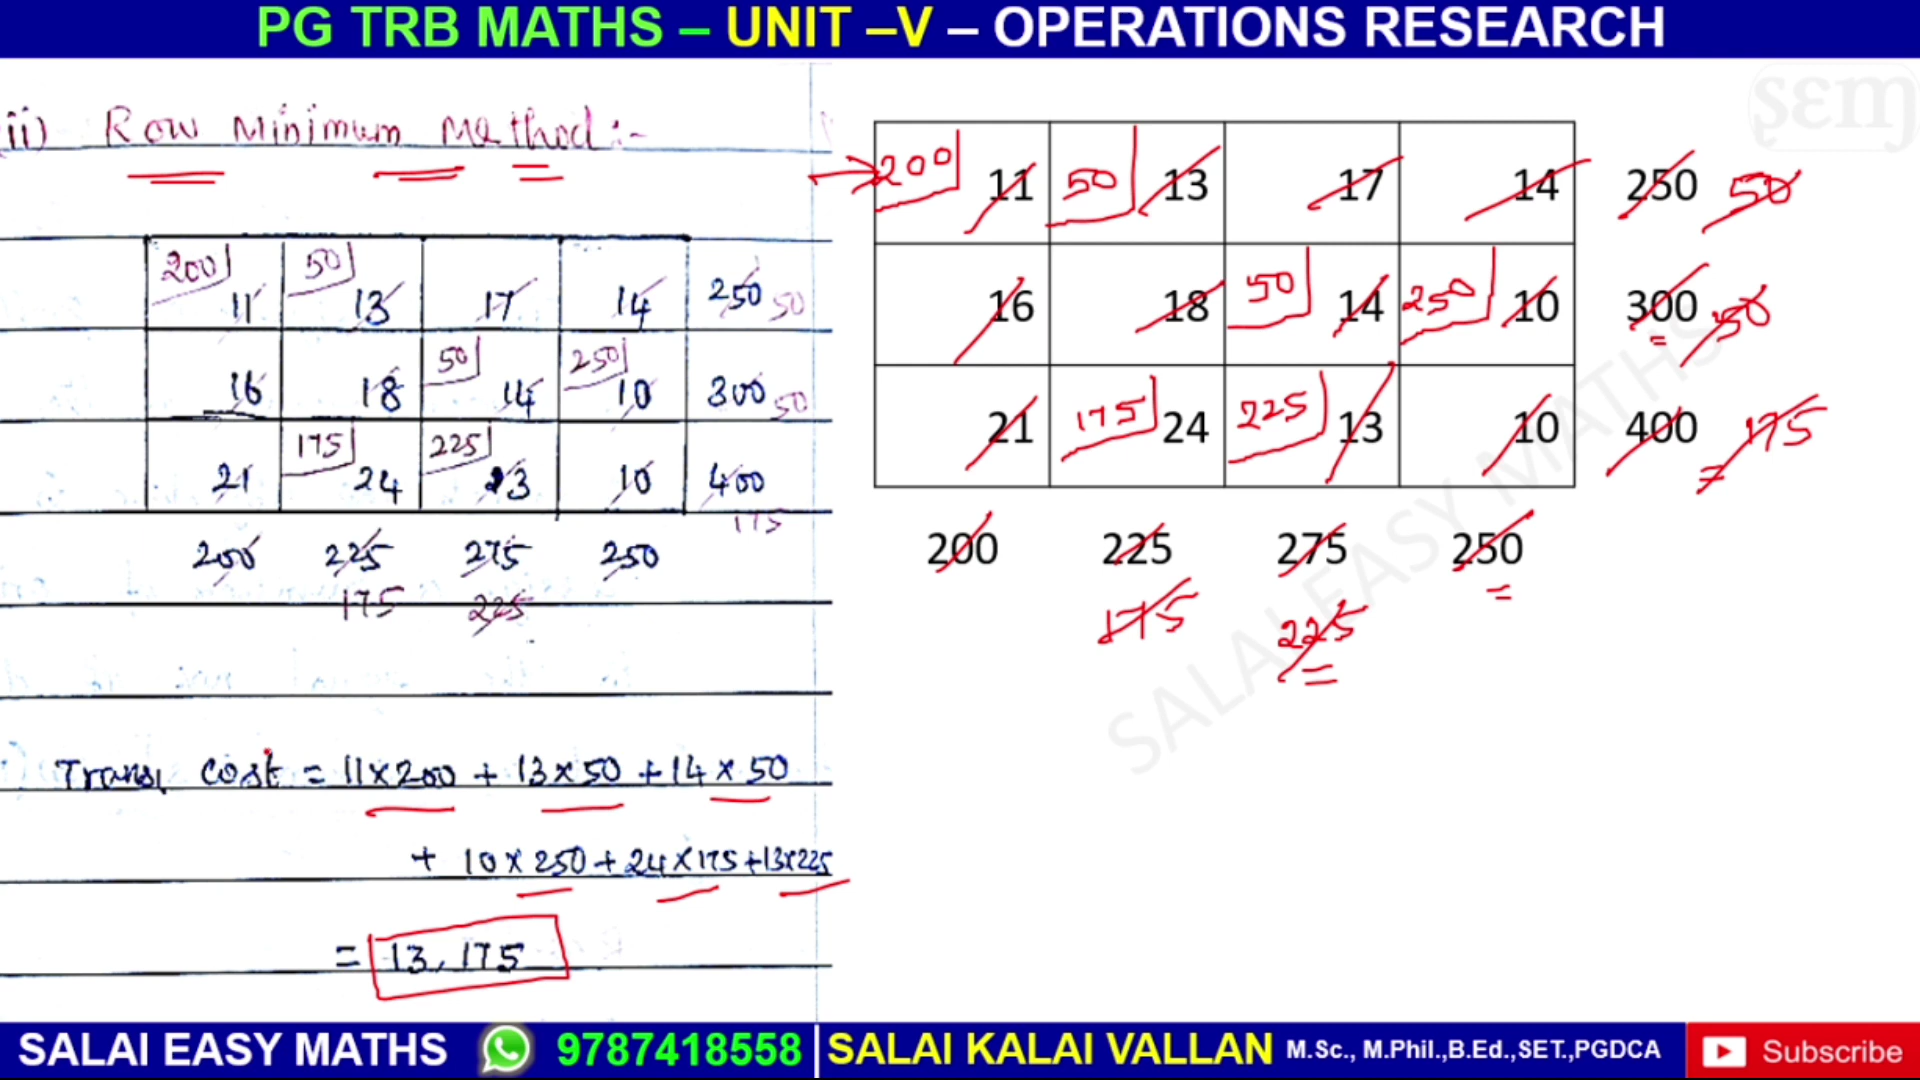 PG TRB MATHS – UNIT –V – OPERATIONS RESEARCH
sεm
ii) Row Minimum Method:-
200 11 50 13 17 14 250 50
16 18 50 14 250 10 300 50
21 175 24 225 13 10 400 175
200 225 275 250
175 225
Trans. cost = 11×200 + 13×50 + 14×50
+ 10×250 + 24×175 + 13×225
= 13,175
200 11 50 13 17 14 250 50
16 18 50 14 250 10 300 50
21 175 24 225 13 10 400 175
200 225 275 250
175 225
SALAI EASY MATHS
SALAI EASY MATHS 9787418558 SALAI KALAI VALLAN M.Sc., M.Phil.,B.Ed.,SET.,PGDCA Subscribe